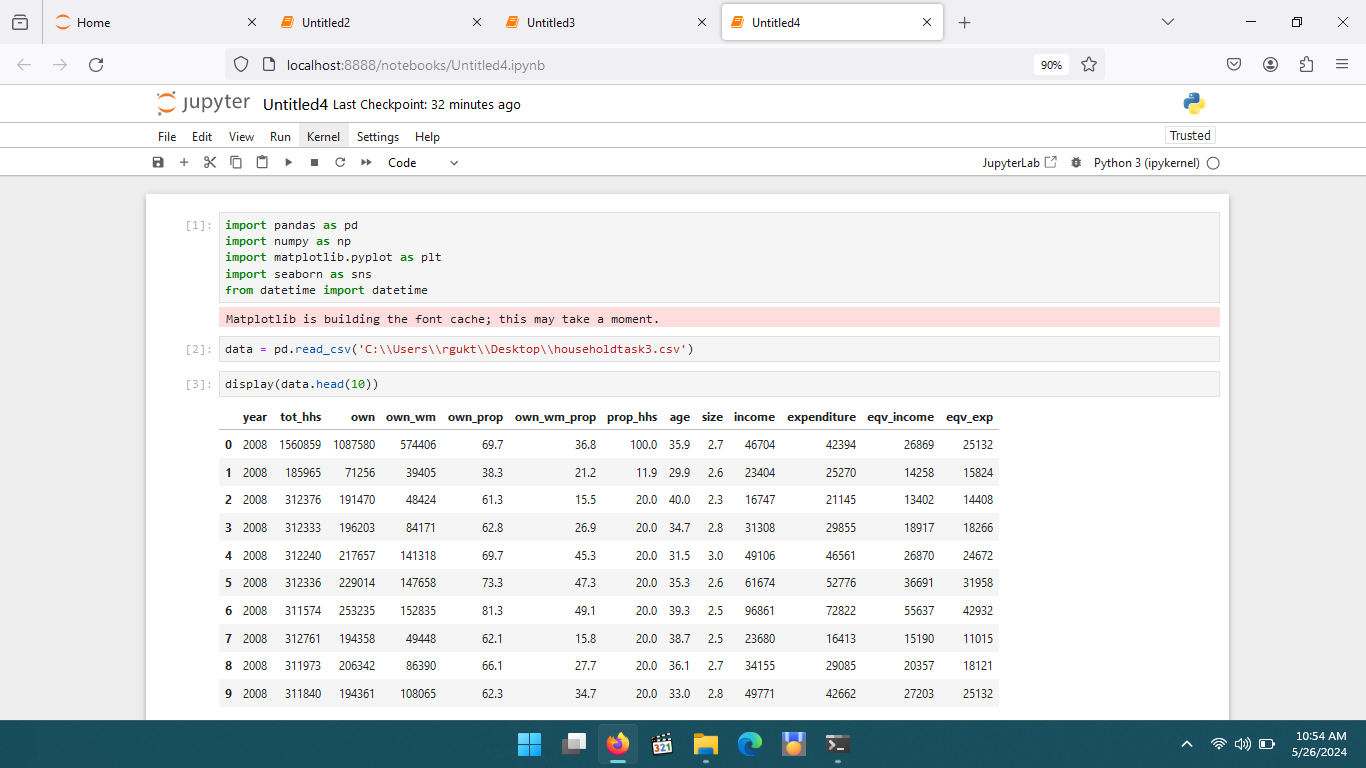 Home
Untitled2
Untitled3
Untitled4
localhost:8888/notebooks/Untitled4.ipynb
90%
jupyter Untitled4 Last Checkpoint: 32 minutes ago
File Edit View Run Kernel Settings Help
Trusted
Code
JupyterLab
Python 3 (ipykernel)
[1]: import pandas as pd
import numpy as np
import matplotlib.pyplot as plt
import seaborn as sns
from datetime import datetime
Matplotlib is building the font cache; this may take a moment.
[2]: data = pd.read_csv('C:\\Users\\rgukt\\Desktop\\householdtask3.csv')
[3]: display(data.head(10))
year tot_hhs own own_wm own_prop own_wm_prop prop_hhs age size income expenditure eqv_income eqv_exp
0 2008 1560859 1087580 574406 69.7 36.8 100.0 35.9 2.7 46704 42394 26869 25132
1 2008 185965 71256 39405 38.3 21.2 11.9 29.9 2.6 23404 25270 14258 15824
2 2008 312376 191470 48424 61.3 15.5 20.0 40.0 2.3 16747 21145 13402 14408
3 2008 312333 196203 84171 62.8 26.9 20.0 34.7 2.8 31308 29855 18917 18266
4 2008 312240 217657 141318 69.7 45.3 20.0 31.5 3.0 49106 46561 26870 24672
5 2008 312336 229014 147658 73.3 47.3 20.0 35.3 2.6 61674 52776 36691 31958
6 2008 311574 253235 152835 81.3 49.1 20.0 39.3 2.5 96861 72822 55637 42932
7 2008 312761 194358 49448 62.1 15.8 20.0 38.7 2.5 23680 16413 15190 11015
8 2008 311973 206342 86390 66.1 27.7 20.0 36.1 2.7 34155 29085 20357 18121
9 2008 311840 194361 108065 62.3 34.7 20.0 33.0 2.8 49771 42662 27203 25132
321
10:54 AM
5/26/2024